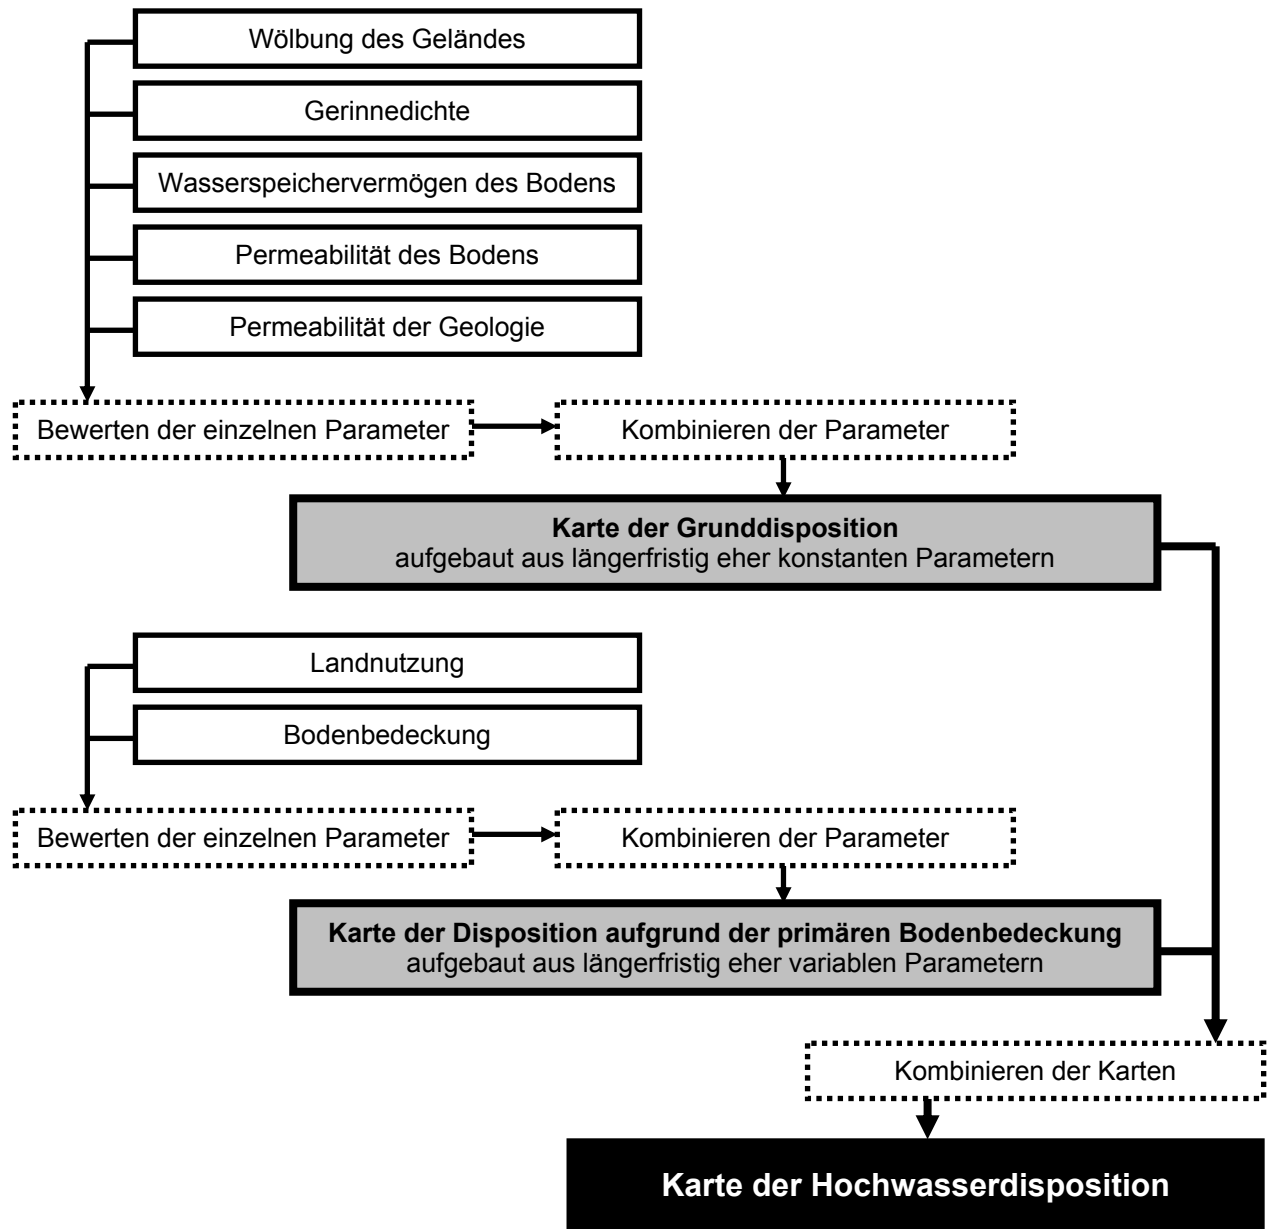 Wölbung des Geländes
Gerinnedichte
Wasserspeichervermögen des Bodens
Permeabilität des Bodens
Permeabilität der Geologie
Bewerten der einzelnen Parameter
Kombinieren der Parameter
Karte der Grunddisposition
aufgebaut aus längerfristig eher konstanten Parametern
Landnutzung
Bodenbedeckung
Bewerten der einzelnen Parameter
Kombinieren der Parameter
Karte der Disposition aufgrund der primären Bodenbedeckung
aufgebaut aus längerfristig eher variablen Parametern
Kombinieren der Karten
Karte der Hochwasserdisposition